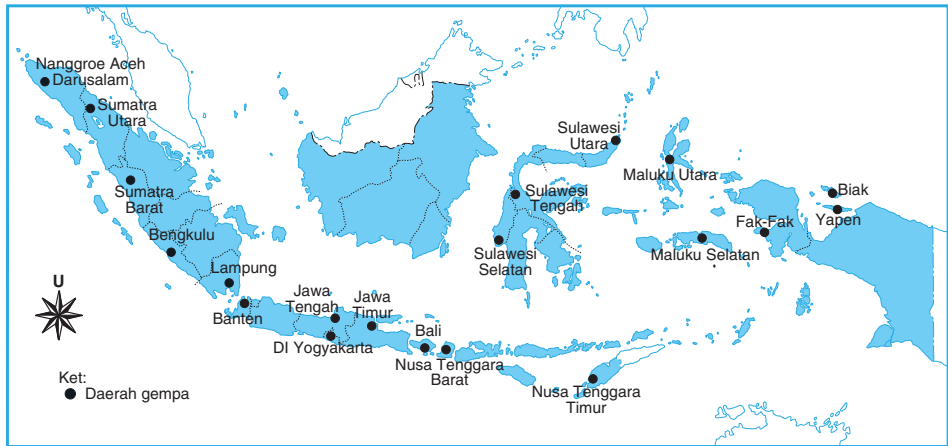 Nanggroe Aceh
Darusalam
Sumatra
Utara
Sumatra
Barat
Bengkulu
Lampung
Banten
Jawa
Tengah
Jawa
Timur
DI Yogyakarta
Bali
Nusa Tenggara
Barat
Nusa Tenggara
Timur
Sulawesi
Utara
Sulawesi
Tengah
Sulawesi
Selatan
Maluku Utara
Maluku Selatan
Fak-Fak
Biak
Yapen
U
Ket:
Daerah gempa